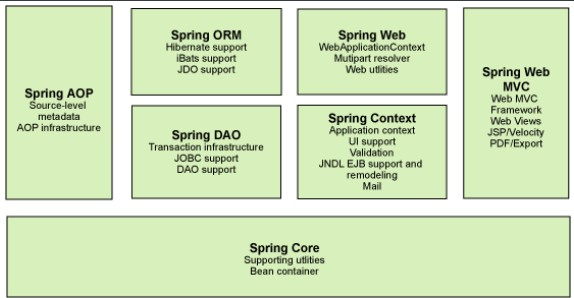 Spring AOP
Source-level
metadata
AOP infrastructure
Spring ORM
Hibernate support
iBats support
JDO support
Spring DAO
Transaction infrastructure
JOBC support
DAO support
Spring Web
WebApplicationContext
Mutipart resolver
Web utlities
Spring Context
Application context
UI support
Validation
JNDL EJB support and
remodeling
Mail
Spring Web
MVC
Web MVC
Framework
Web Views
JSP/Velocity
PDF/Export
Spring Core
Supporting utlities
Bean container